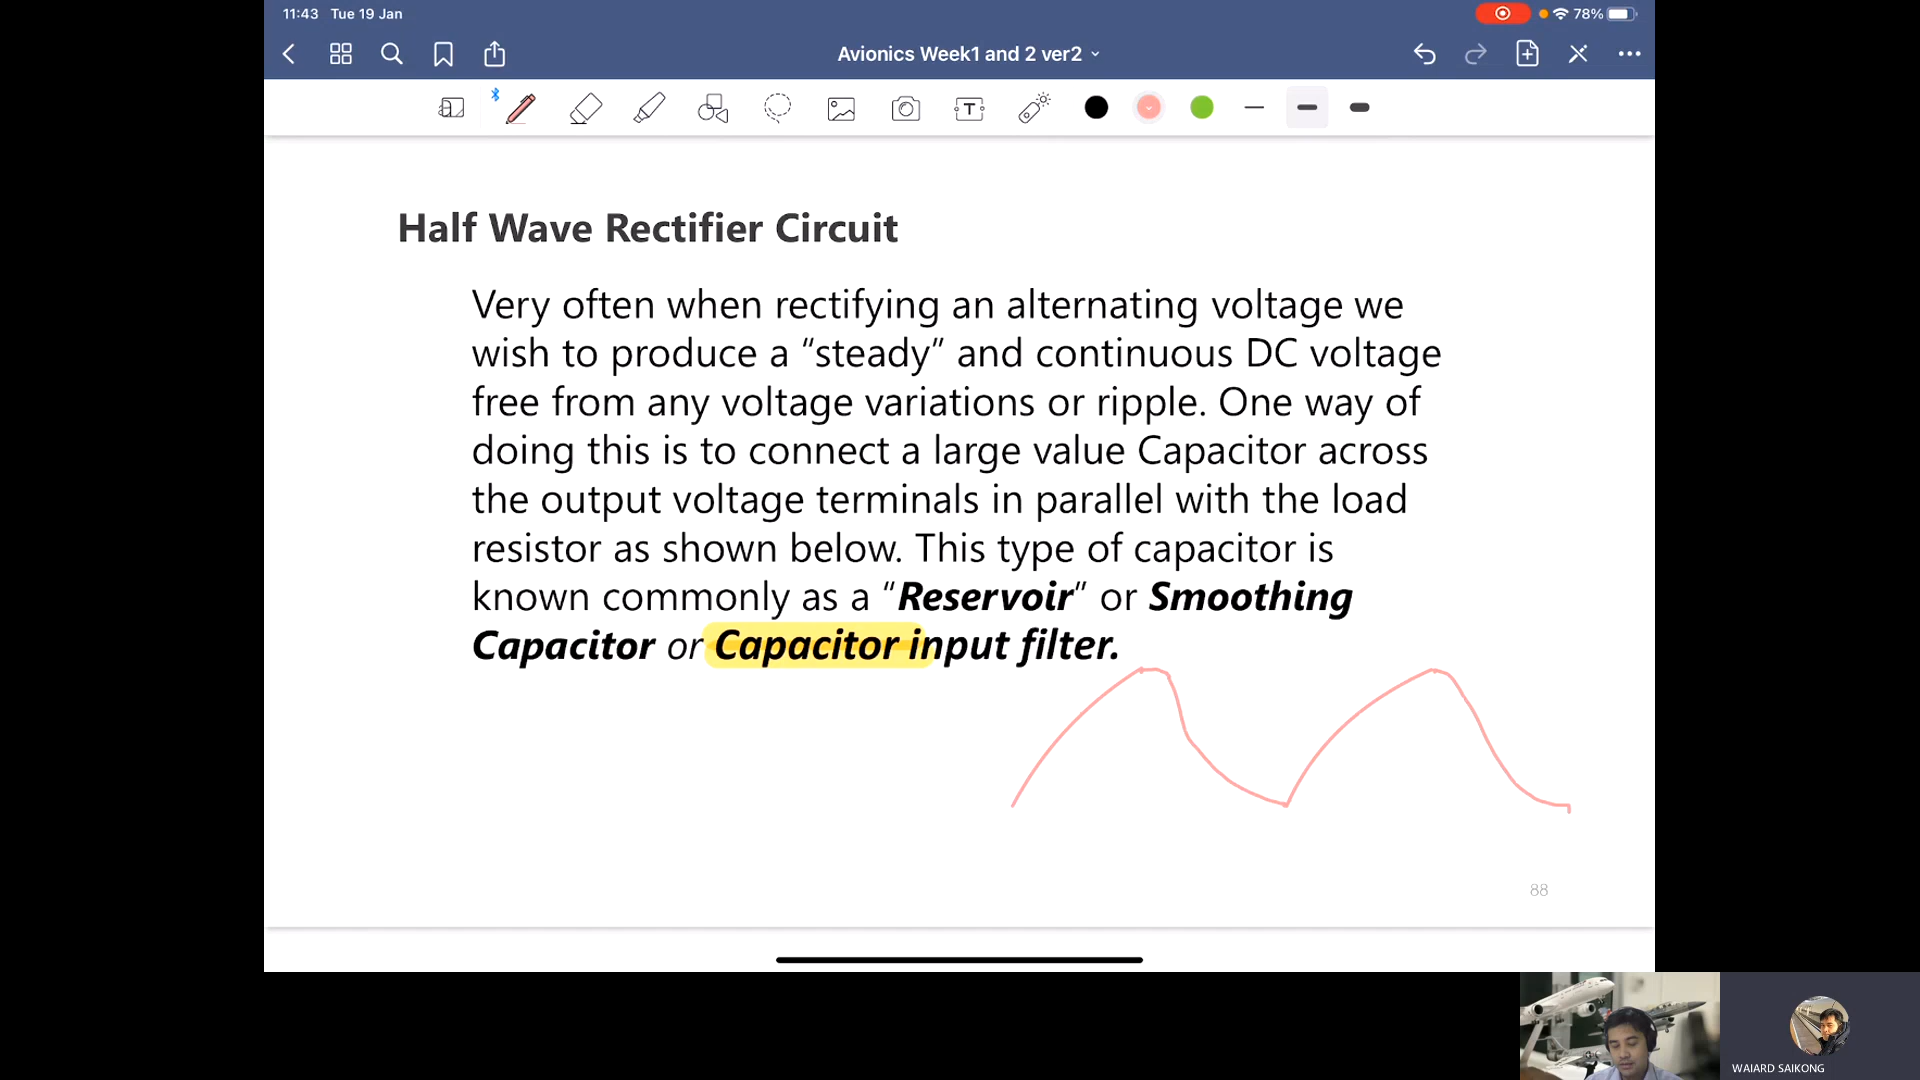 11:43 Tue 19 Jan
78%
Avionics Week1 and 2 ver2
T
Half Wave Rectifier Circuit
Very often when rectifying an alternating voltage we
wish to produce a “steady” and continuous DC voltage
free from any voltage variations or ripple. One way of
doing this is to connect a large value Capacitor across
the output voltage terminals in parallel with the load
resistor as shown below. This type of capacitor is
known commonly as a “Reservoir” or Smoothing
Capacitor or Capacitor input filter.
88
WAIARD SAIKONG